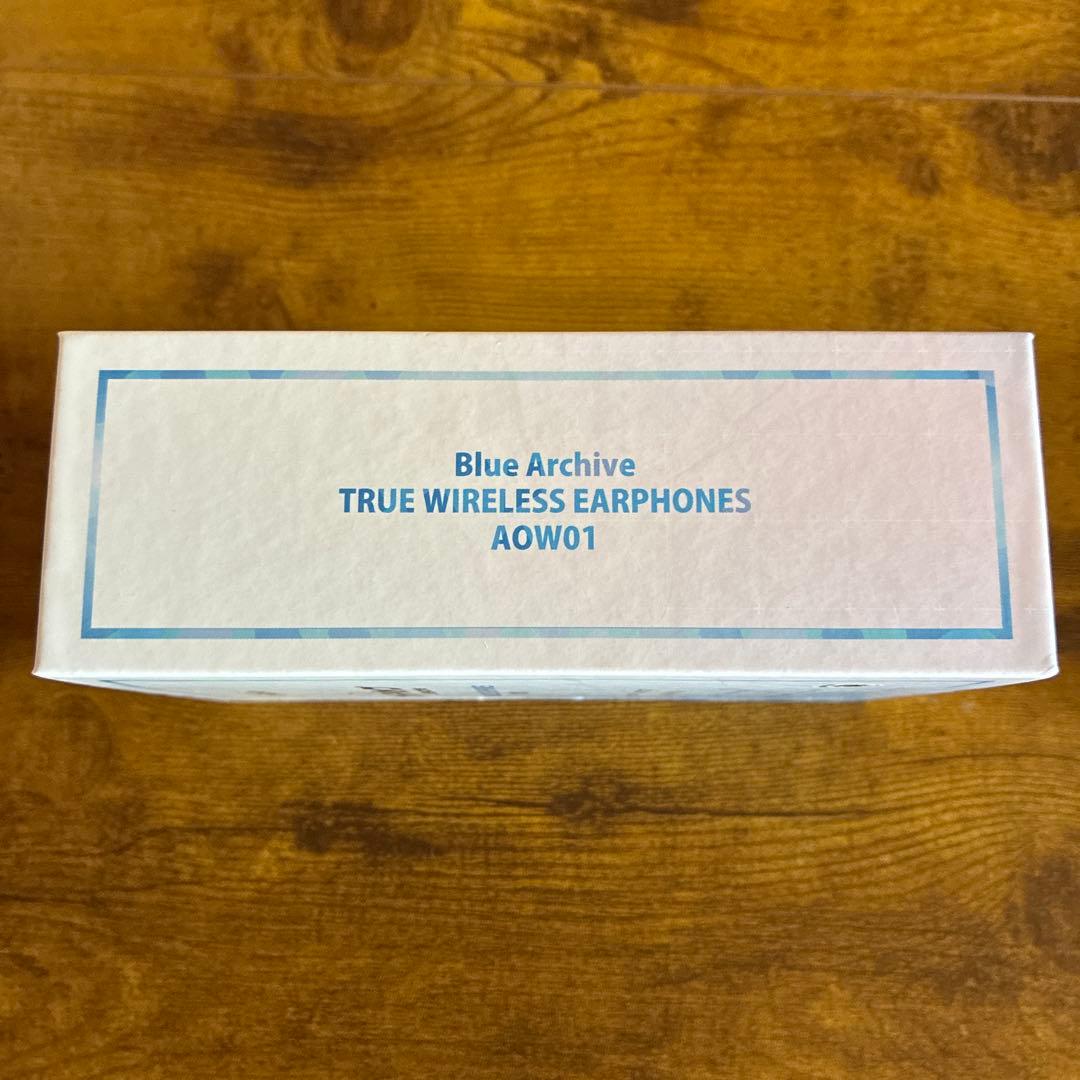 Blue Archive
TRUE WIRELESS EARPHONES
AOW01